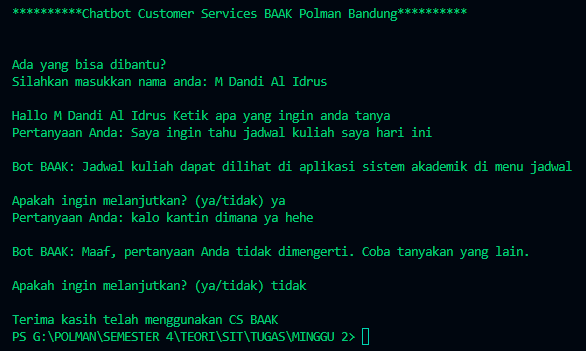 **********Chatbot Customer Services BAAK Polman Bandung**********
Ada yang bisa dibantu?
Silahkan masukkan nama anda: M Dandi Al Idrus
Hallo M Dandi Al Idrus Ketik apa yang ingin anda tanya
Pertanyaan Anda: Saya ingin tahu jadwal kuliah saya hari ini
Bot BAAK: Jadwal kuliah dapat dilihat di aplikasi sistem akademik di menu jadwal
Apakah ingin melanjutkan? (ya/tidak) ya
Pertanyaan Anda: kalo kantin dimana ya hehe
Bot BAAK: Maaf, pertanyaan Anda tidak dimengerti. Coba tanyakan yang lain.
Apakah ingin melanjutkan? (ya/tidak) tidak
Terima kasih telah menggunakan CS BAAK
PS G:\POLMAN\SEMESTER 4\TEORI\SIT\TUGAS\MINGGU 2>